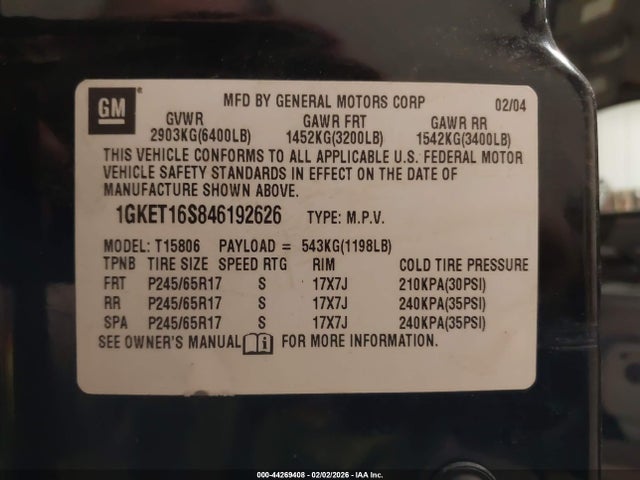 GM MFD BY GENERAL MOTORS CORP 02/04
GVWR GAWR FRT GAWR RR
2903KG(6400LB) 1452KG(3200LB) 1542KG(3400LB)
THIS VEHICLE CONFORMS TO ALL APPLICABLE U.S. FEDERAL MOTOR
VEHICLE SAFETY STANDARDS IN EFFECT ON THE DATE OF
MANUFACTURE SHOWN ABOVE.
1GKET16S846192626 TYPE: M.P.V.
MODEL: T15806 PAYLOAD = 543KG(1198LB)
TPNB TIRE SIZE SPEED RTG RIM COLD TIRE PRESSURE
FRT P245/65R17 S 17X7J 210KPA(30PSI)
RR P245/65R17 S 17X7J 240KPA(35PSI)
SPA P245/65R17 S 17X7J 240KPA(35PSI)
SEE OWNER'S MANUAL FOR MORE INFORMATION.
000-44269408 - 02/02/2026 - IAA Inc.